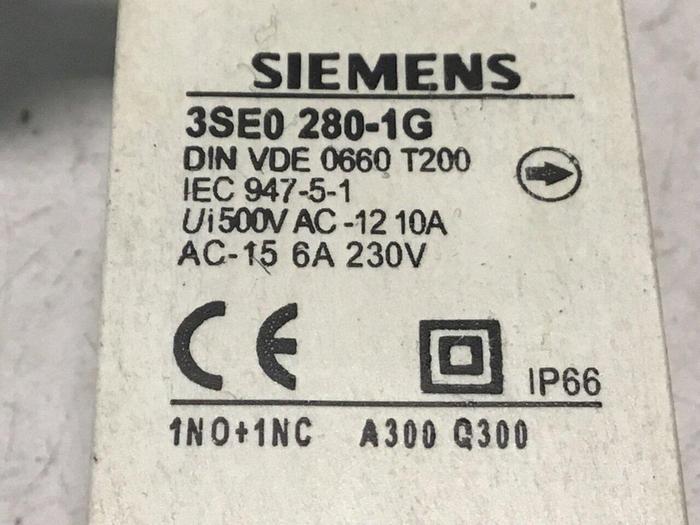 SIEMENS
3SE0 280-1G
DIN VDE 0660 T200
IEC 947-5-1
Ui500V AC -12 10A
AC-15 6A 230V
CE
IP66
1NO+1NC A300 Q300